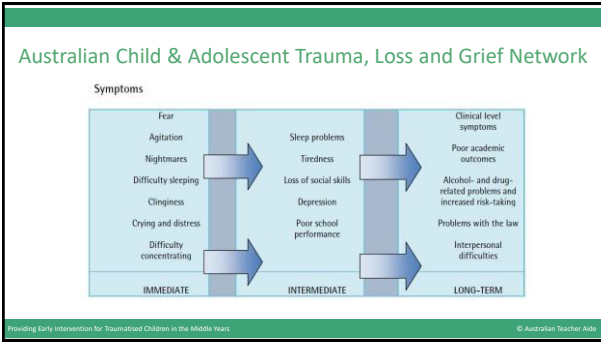 Australian Child & Adolescent Trauma, Loss and Grief Network
Symptoms
Fear
Agitation
Nightmares
Difficulty sleeping
Clinginess
Crying and distress
Difficulty
concentrating
IMMEDIATE
Sleep problems
Tiredness
Loss of social skills
Depression
Poor school
performance
INTERMEDIATE
Clinical level
symptoms
Poor academic
outcomes
Alcohol- and drug-
related problems and
increased risk-taking
Problems with the law
Interpersonal
difficulties
LONG-TERM
Providing Early Intervention for Traumatised Children in the Middle Years
© Australian Teacher Aide